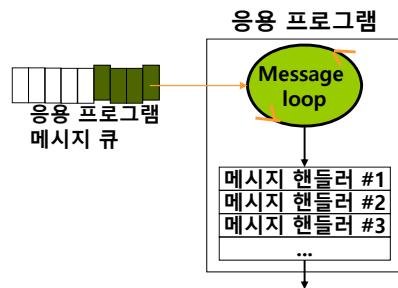 응용 프로그램
Message
loop
응용 프로그램
메시지 큐
메시지 핸들러 #1
메시지 핸들러 #2
메시지 핸들러 #3
...